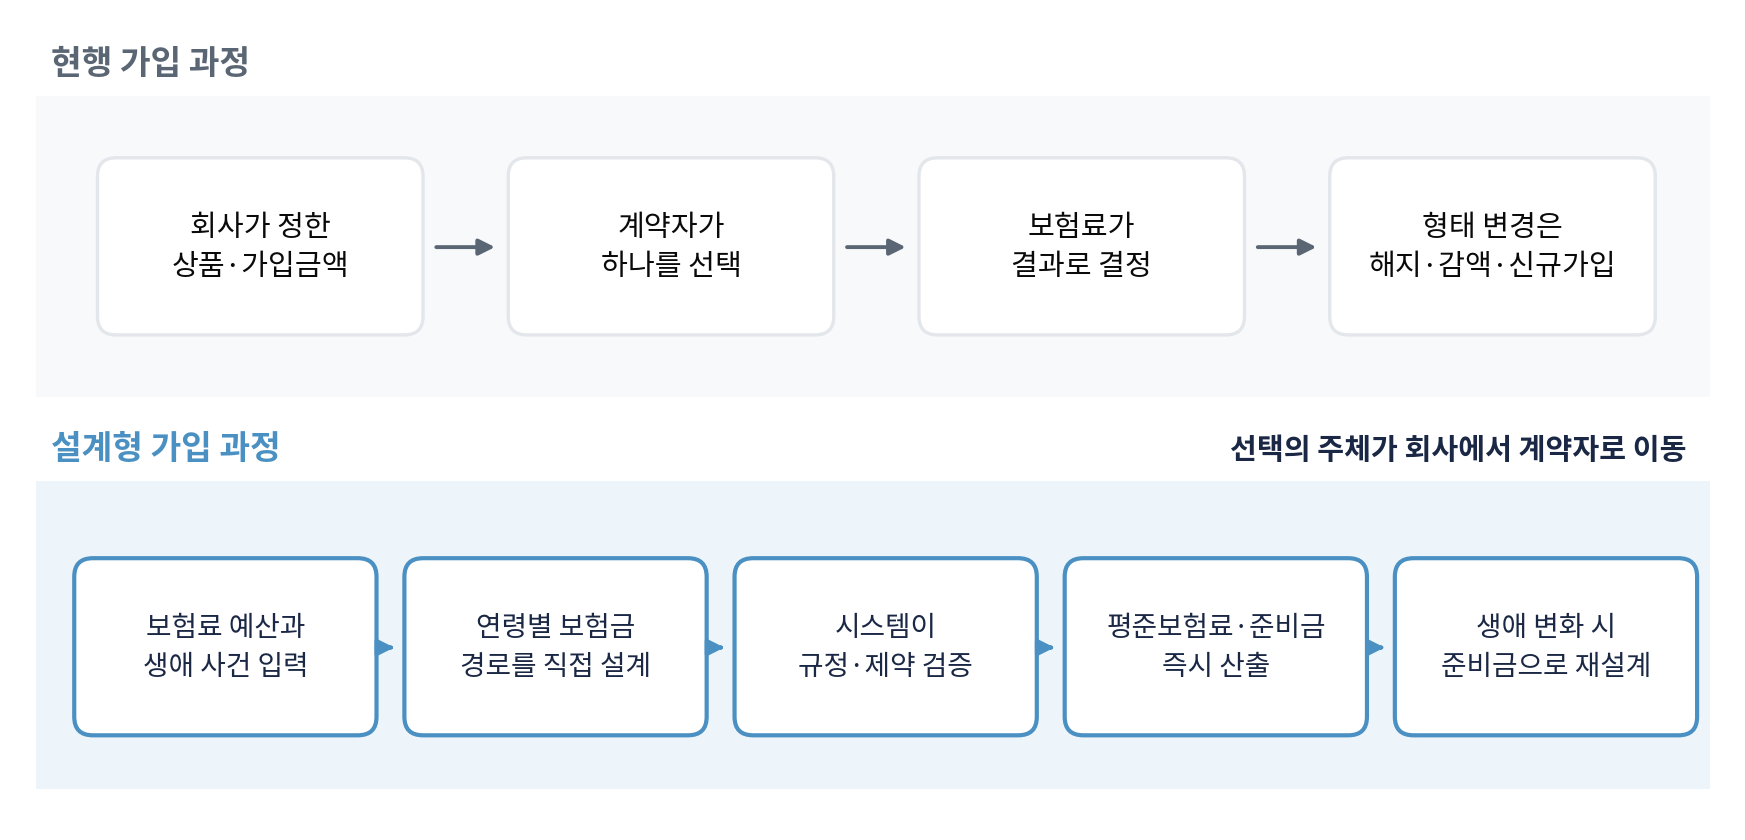 현행 가입 과정
회사가 정한
상품·가입금액
계약자가
하나를 선택
보험료가
결과로 결정
형태 변경은
해지·감액·신규가입
설계형 가입 과정
선택의 주체가 회사에서 계약자로 이동
보험료 예산과
생애 사건 입력
연령별 보험금
경로를 직접 설계
시스템이
규정·제약 검증
평준보험료·준비금
즉시 산출
생애 변화 시
준비금으로 재설계